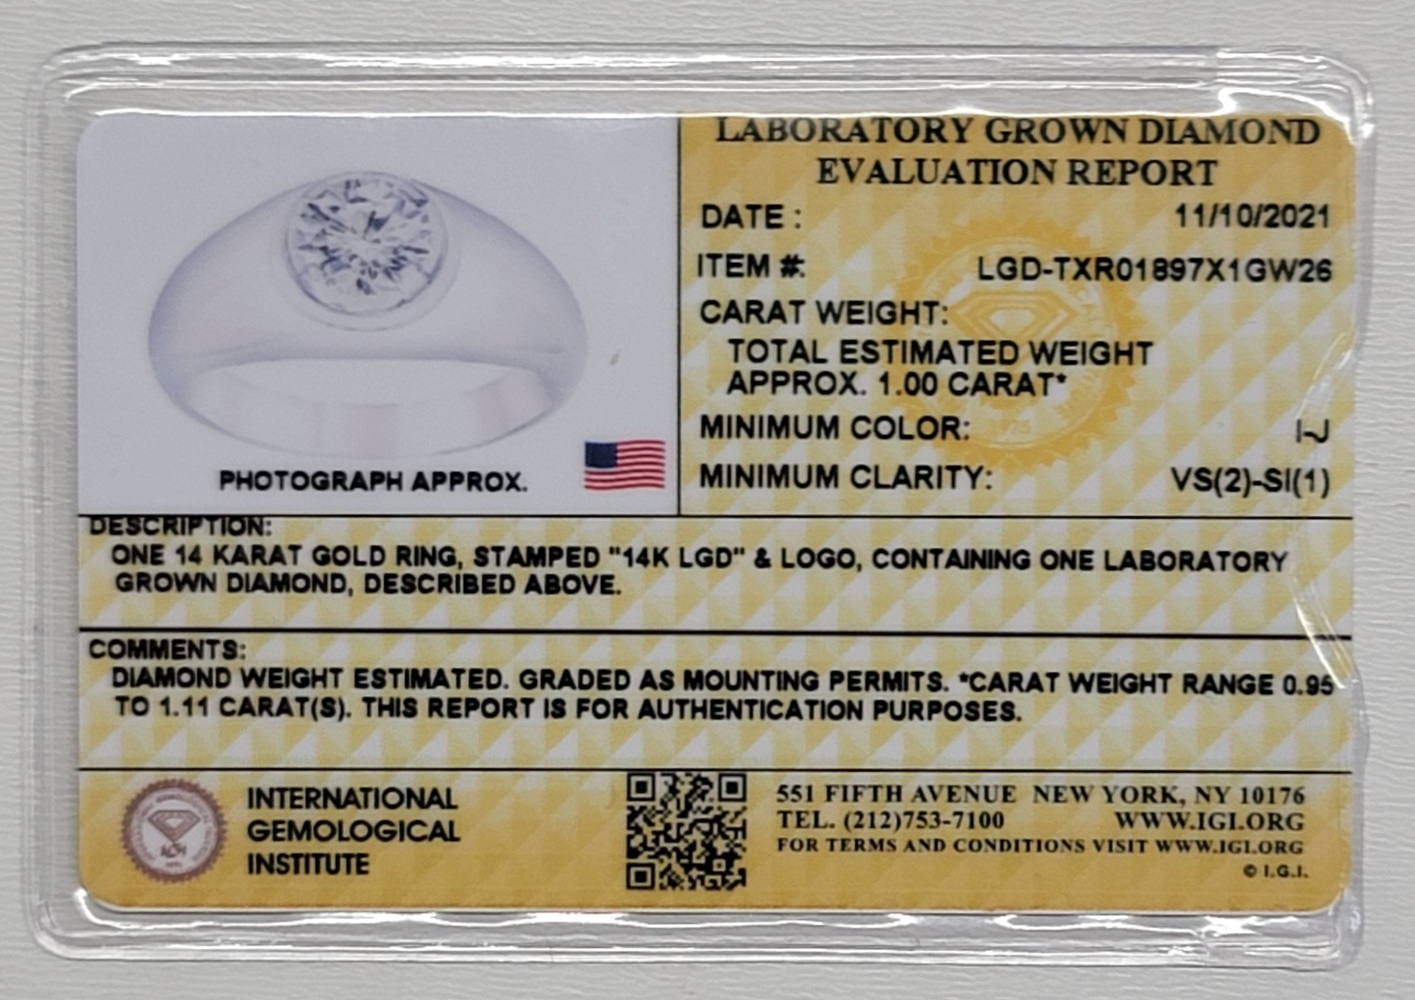 LABORATORY GROWN DIAMOND
EVALUATION REPORT
DATE : 11/10/2021
ITEM #: LGD-TXR01897X1GW26
CARAT WEIGHT:
TOTAL ESTIMATED WEIGHT
APPROX. 1.00 CARAT*
MINIMUM COLOR: I-J
MINIMUM CLARITY: VS(2)-SI(1)
PHOTOGRAPH APPROX.
DESCRIPTION:
ONE 14 KARAT GOLD RING, STAMPED "14K LGD" & LOGO, CONTAINING ONE LABORATORY
GROWN DIAMOND, DESCRIBED ABOVE.
COMMENTS:
DIAMOND WEIGHT ESTIMATED. GRADED AS MOUNTING PERMITS. *CARAT WEIGHT RANGE 0.95
TO 1.11 CARAT(S). THIS REPORT IS FOR AUTHENTICATION PURPOSES.
INTERNATIONAL
GEMOLOGICAL
INSTITUTE
551 FIFTH AVENUE NEW YORK, NY 10176
TEL. (212)753-7100 WWW.IGI.ORG
FOR TERMS AND CONDITIONS VISIT WWW.IGI.ORG
© I.G.I.